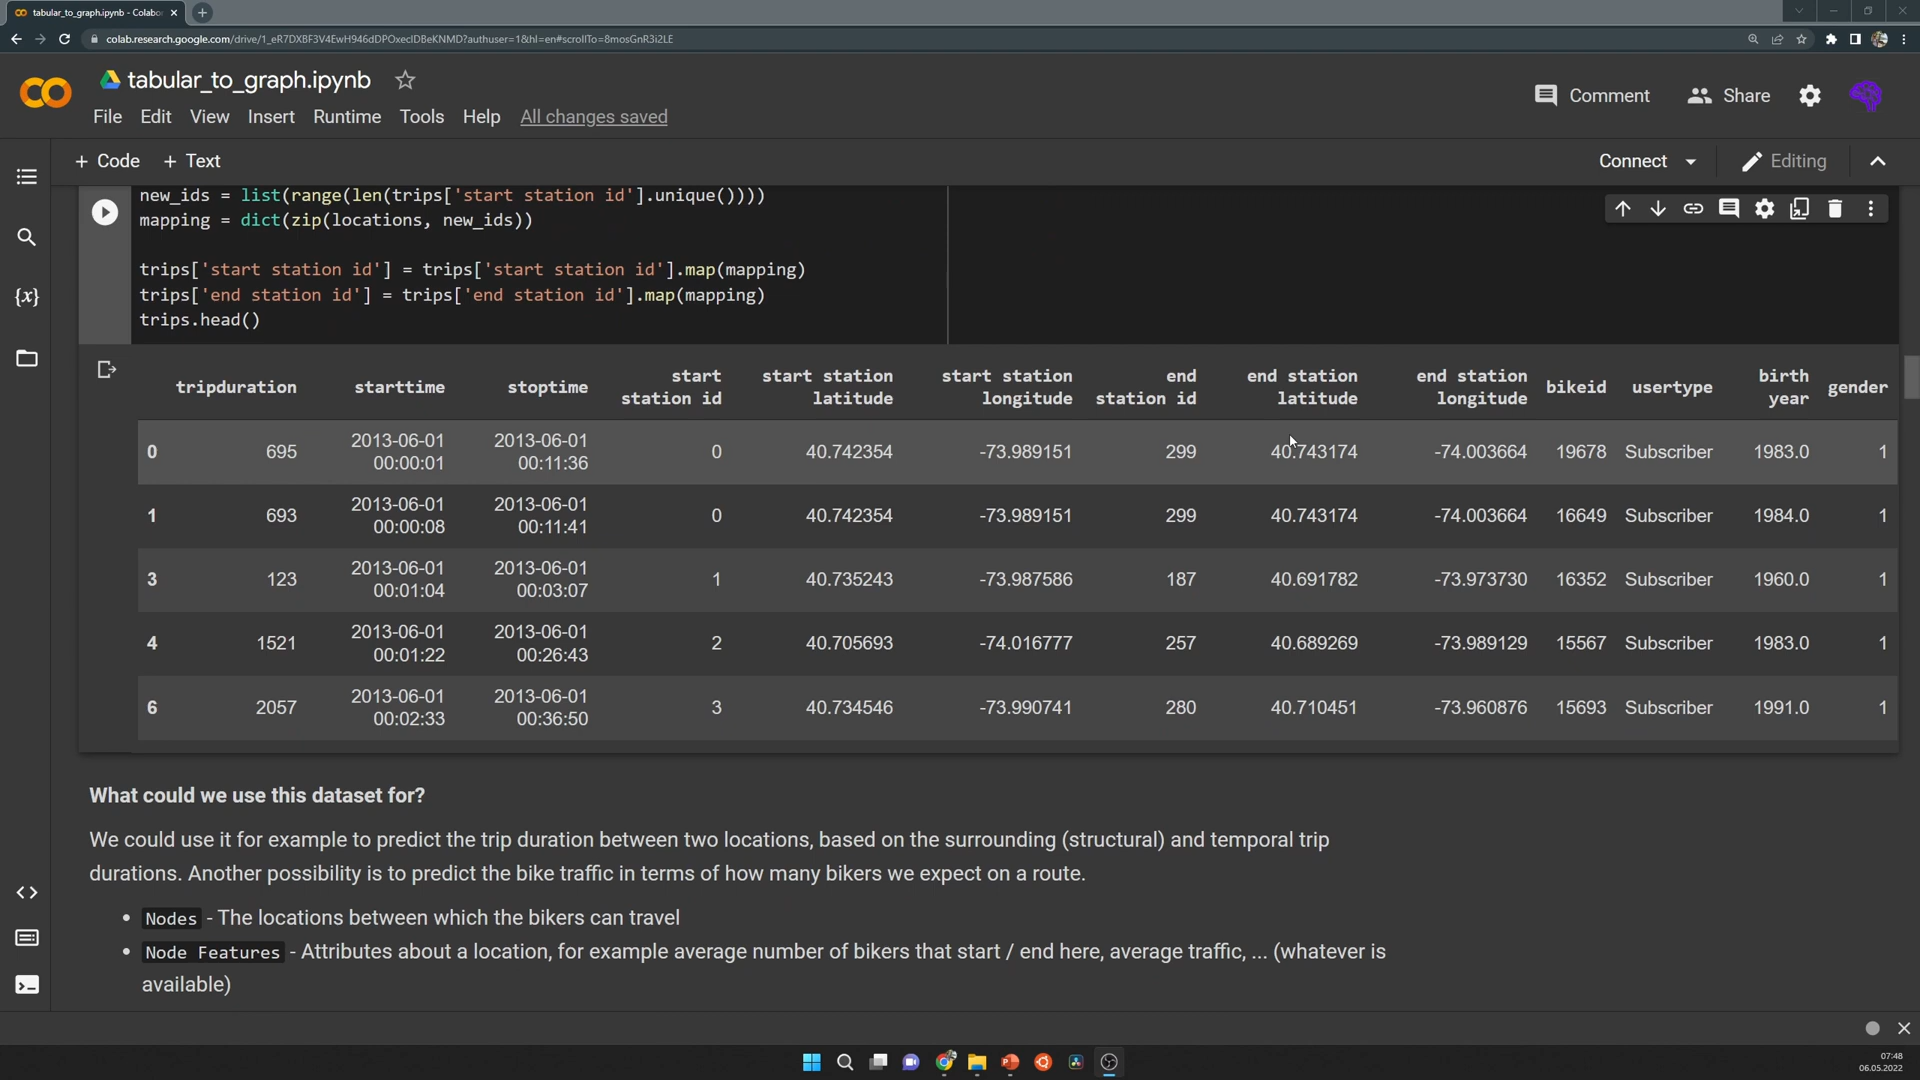 tabular_to_graph.ipynb - Colabo
colab.research.google.com/drive/1_eR7DXBF3V4EwH946dDPOxeclDBeKNMD?authuser=1&hl=en#scrollTo=8mosGnR3i2LE
tabular_to_graph.ipynb
File Edit View Insert Runtime Tools Help All changes saved
Comment Share
+ Code + Text
Connect Editing
new_ids = list(range(len(trips['start station id'].unique())))
mapping = dict(zip(locations, new_ids))
trips['start station id'] = trips['start station id'].map(mapping)
trips['end station id'] = trips['end station id'].map(mapping)
trips.head()
tripduration starttime stoptime start station id start station latitude start station longitude end station id end station latitude end station longitude bikeid usertype birth year gender
0 695 2013-06-01 00:00:01 2013-06-01 00:11:36 0 40.742354 -73.989151 299 40.743174 -74.003664 19678 Subscriber 1983.0 1
1 693 2013-06-01 00:00:08 2013-06-01 00:11:41 0 40.742354 -73.989151 299 40.743174 -74.003664 16649 Subscriber 1984.0 1
3 123 2013-06-01 00:01:04 2013-06-01 00:03:07 1 40.735243 -73.987586 187 40.691782 -73.973730 16352 Subscriber 1960.0 1
4 1521 2013-06-01 00:01:22 2013-06-01 00:26:43 2 40.705693 -74.016777 257 40.689269 -73.989129 15567 Subscriber 1983.0 1
6 2057 2013-06-01 00:02:33 2013-06-01 00:36:50 3 40.734546 -73.990741 280 40.710451 -73.960876 15693 Subscriber 1991.0 1
What could we use this dataset for?
We could use it for example to predict the trip duration between two locations, based on the surrounding (structural) and temporal trip
durations. Another possibility is to predict the bike traffic in terms of how many bikers we expect on a route.
• Nodes - The locations between which the bikers can travel
• Node Features - Attributes about a location, for example average number of bikers that start / end here, average traffic, ... (whatever is
available)
07:48
06.05.2022